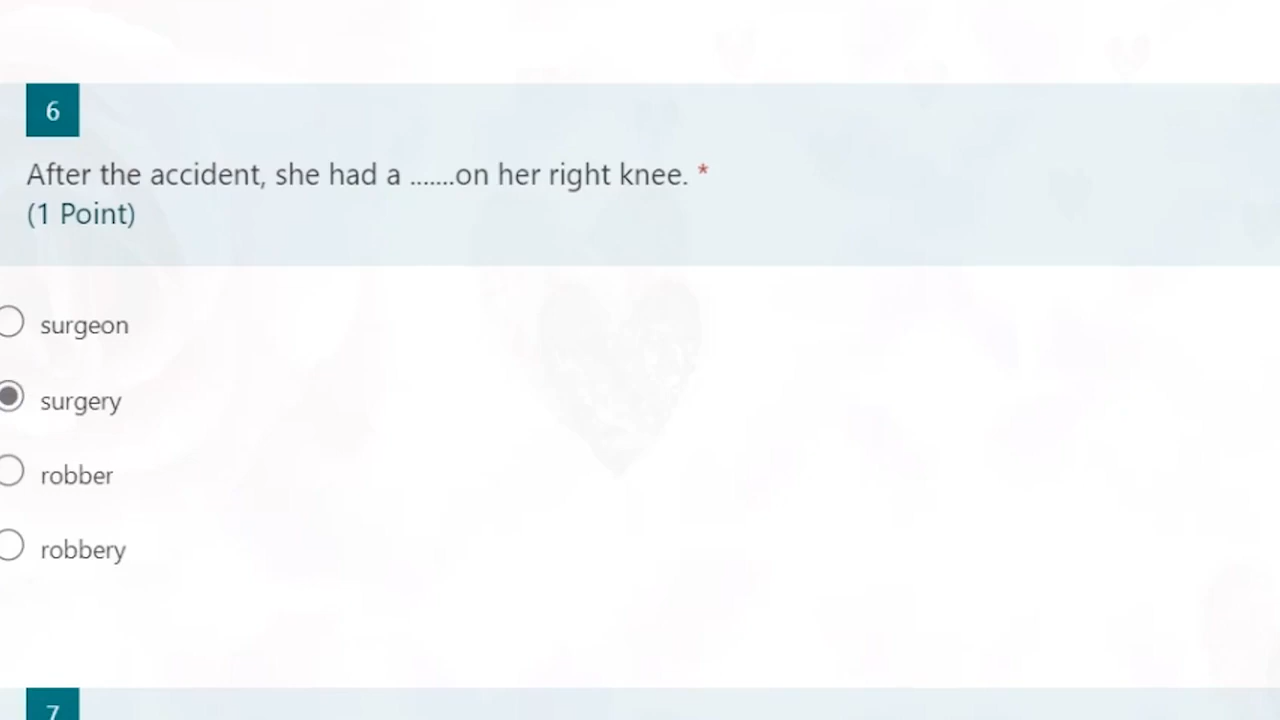 6
After the accident, she had a .......on her right knee. *
(1 Point)
surgeon
surgery
robber
robbery
7